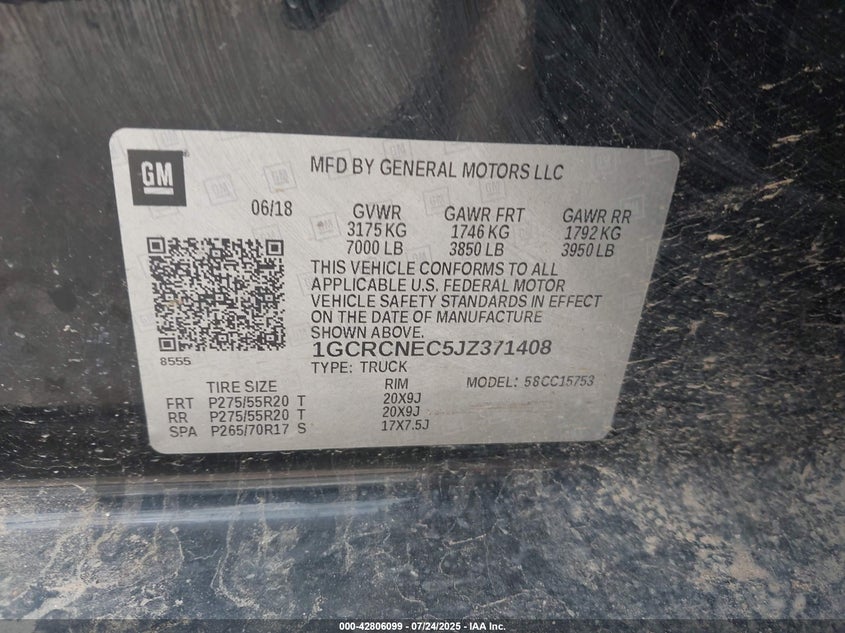 GM
MFD BY GENERAL MOTORS LLC
06/18 GVWR GAWR FRT GAWR RR
3175 KG 1746 KG 1792 KG
7000 LB 3850 LB 3950 LB
THIS VEHICLE CONFORMS TO ALL
APPLICABLE U.S. FEDERAL MOTOR
VEHICLE SAFETY STANDARDS IN EFFECT
ON THE DATE OF MANUFACTURE
SHOWN ABOVE.
8555
1GCRCNEC5JZ371408
TYPE: TRUCK
TIRE SIZE RIM MODEL: 58CC15753
FRT P275/55R20 T 20X9J
RR P275/55R20 T 20X9J
SPA P265/70R17 S 17X7.5J
000-42806099 - 07/24/2025 - IAA Inc.